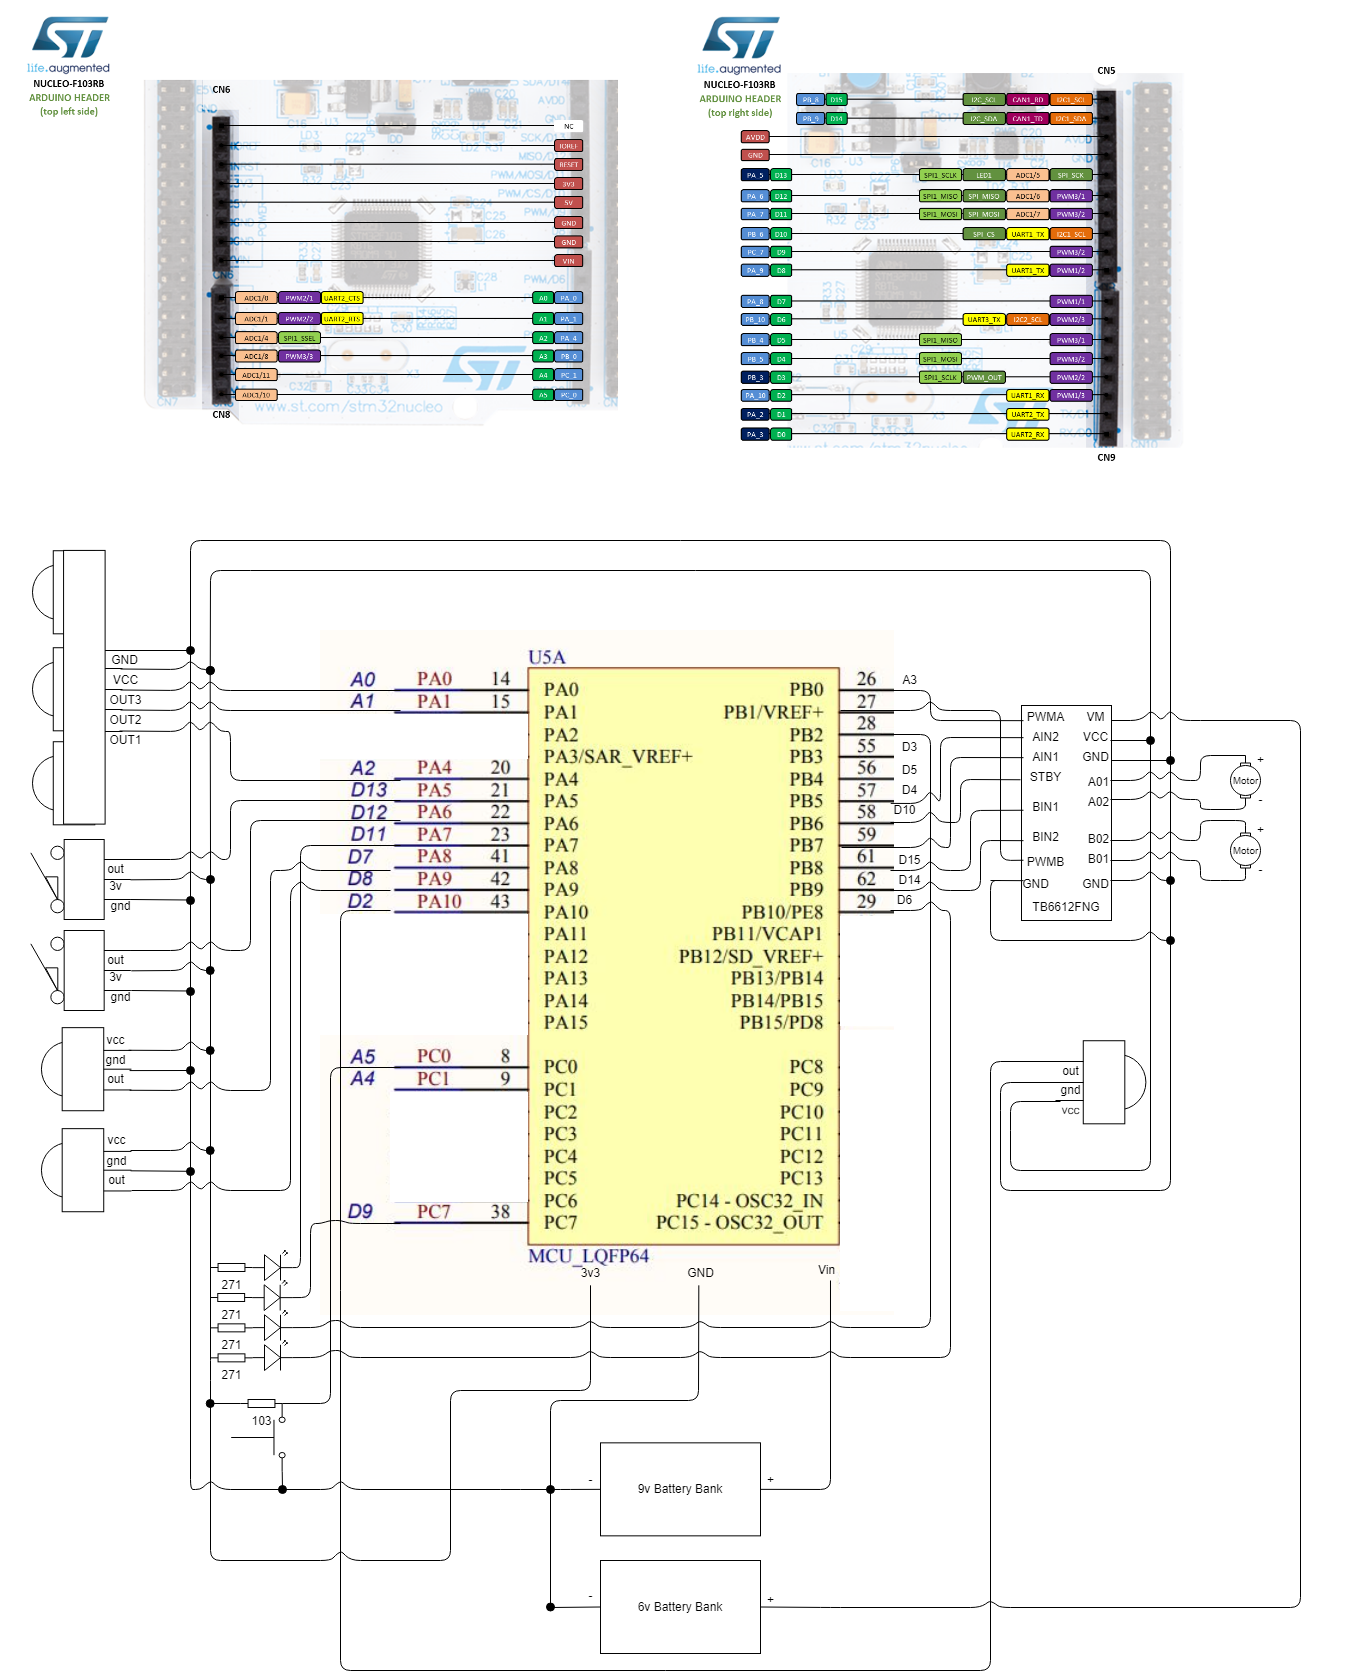 life.augmented
NUCLEO-F103RB
ARDUINO HEADER
(top left side)
CN6
NC
IOREF
RESET
3V3
5V
GND
GND
VIN
ADC1/0 PWM2/1 UART2_CTS A0 PA_0
ADC1/1 PWM2/2 UART2_RTS A1 PA_1
ADC1/4 SPI1_SSEL A2 PA_4
ADC1/8 PWM3/3 A3 PB_0
ADC1/11 A4 PC_1
ADC1/10 A5 PC_0
CN8
www.st.com/stm32nucleo
life.augmented
NUCLEO-F103RB
ARDUINO HEADER
(top right side)
CN5
PB_8 D15 I2C_SCL CAN1_RD I2C1_SCL
PB_9 D14 I2C_SDA CAN1_TD I2C1_SDA
AVDD
GND
PA_5 D13 SPI1_SCLK LED1 ADC1/5 SPI_SCK
PA_6 D12 SPI1_MISO SPI_MISO ADC1/6 PWM3/1
PA_7 D11 SPI1_MOSI SPI_MOSI ADC1/7 PWM3/2
PB_6 D10 SPI_CS UART1_TX I2C1_SCL
PC_7 D9 PWM3/2
PA_9 D8 UART1_TX PWM1/2
PA_8 D7 PWM1/1
PB_10 D6 UART3_TX I2C2_SCL PWM2/3
PB_4 D5 SPI1_MISO PWM3/1
PB_5 D4 SPI1_MOSI PWM3/2
PB_3 D3 SPI1_SCLK PWM_OUT PWM2/2
PA_10 D2 UART1_RX PWM1/3
PA_2 D1 UART2_TX
PA_3 D0 UART2_RX
CN9
GND
VCC
OUT3
OUT2
OUT1
out
3v
gnd
out
3v
gnd
vcc
gnd
out
vcc
gnd
out
271
271
271
271
103
U5A
A0 PA0 14 PA0
A1 PA1 15 PA1
PA2
PA3/SAR_VREF+
A2 PA4 20 PA4
D13 PA5 21 PA5
D12 PA6 22 PA6
D11 PA7 23 PA7
D7 PA8 41 PA8
D8 PA9 42 PA9
D2 PA10 43 PA10
PA11
PA12
PA13
PA14
PA15
A5 PC0 8 PC0
A4 PC1 9 PC1
PC2
PC3
PC4
PC5
PC6
D9 PC7 38 PC7
PB0 26 A3
PB1/VREF+ 27
PB2 28
PB3 55 D3
PB4 56 D5
PB5 57 D4
PB6 58 D10
PB7 59
PB8 61 D15
PB9 62 D14
PB10/PE8 29 D6
PB11/VCAP1
PB12/SD_VREF+
PB13/PB14
PB14/PB15
PB15/PD8
PC8
PC9
PC10
PC11
PC12
PC13
PC14 - OSC32_IN
PC15 - OSC32_OUT
MCU_LQFP64
3v3
GND
Vin
PWMA VM
AIN2 VCC
AIN1 GND
STBY A01
A02
BIN1
BIN2 B02
PWMB B01
GND GND
TB6612FNG
+
Motor
-
+
Motor
-
out
gnd
vcc
- 9v Battery Bank +
- 6v Battery Bank +